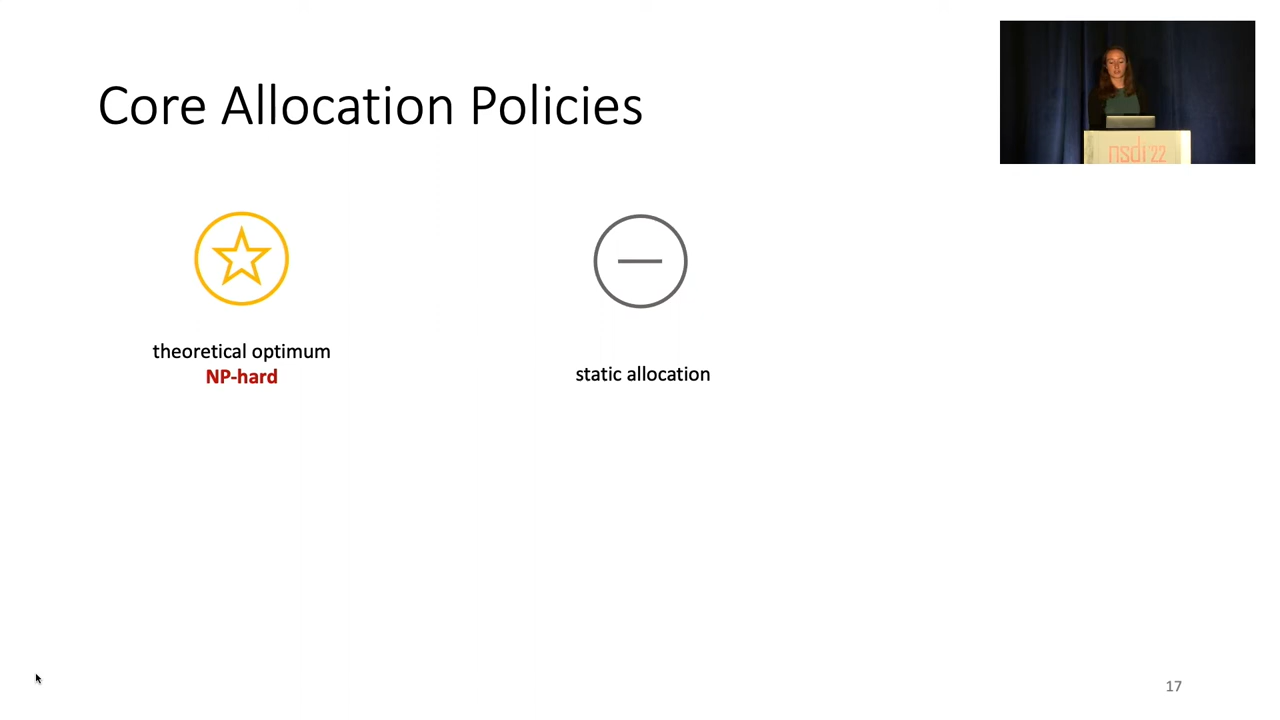 Core Allocation Policies
nsdi '22
theoretical optimum
NP-hard
static allocation
17